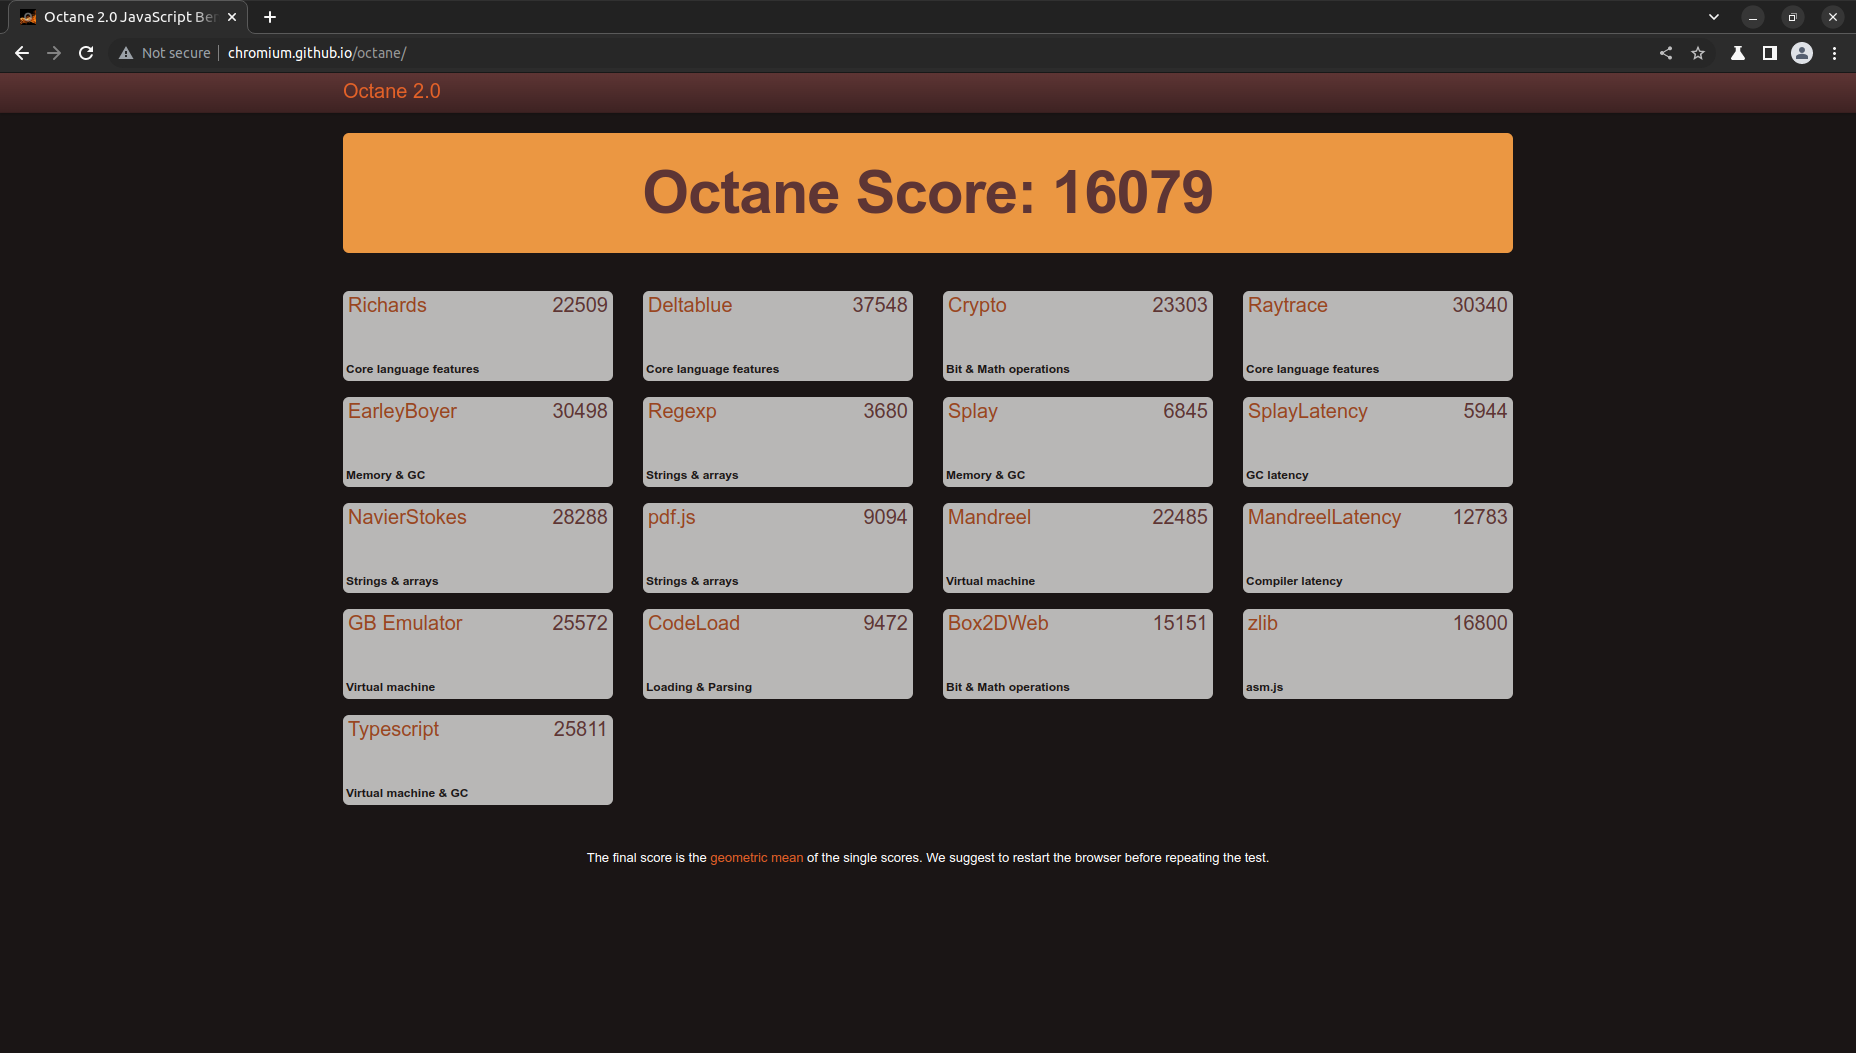 Octane 2.0 JavaScript Ber
Not secure chromium.github.io/octane/
Octane 2.0
Octane Score: 16079
Richards 22509
Core language features
Deltablue 37548
Core language features
Crypto 23303
Bit & Math operations
Raytrace 30340
Core language features
EarleyBoyer 30498
Memory & GC
Regexp 3680
Strings & arrays
Splay 6845
Memory & GC
SplayLatency 5944
GC latency
NavierStokes 28288
Strings & arrays
pdf.js 9094
Strings & arrays
Mandreel 22485
Virtual machine
MandreelLatency 12783
Compiler latency
GB Emulator 25572
Virtual machine
CodeLoad 9472
Loading & Parsing
Box2DWeb 15151
Bit & Math operations
zlib 16800
asm.js
Typescript 25811
Virtual machine & GC
The final score is the geometric mean of the single scores. We suggest to restart the browser before repeating the test.